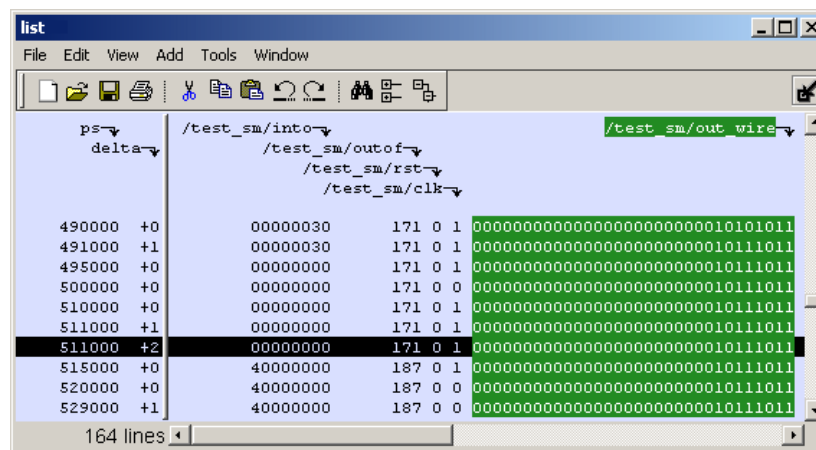 list
File Edit View Add Tools Window
ps /test_sm/into /test_sm/out_wire
delta /test_sm/outof
/test_sm/rst
/test_sm/clk
490000 +0 00000030 171 0 1 00000000000000000000000010101011
491000 +1 00000030 171 0 1 00000000000000000000000010111011
495000 +0 00000000 171 0 1 00000000000000000000000010111011
500000 +0 00000000 171 0 0 00000000000000000000000010111011
510000 +0 00000000 171 0 1 00000000000000000000000010111011
511000 +1 00000000 171 0 1 00000000000000000000000010111011
511000 +2 00000000 171 0 1 00000000000000000000000010111011
515000 +0 40000000 187 0 1 00000000000000000000000010111011
520000 +0 40000000 187 0 0 00000000000000000000000010111011
529000 +1 40000000 187 0 0 00000000000000000000000010111011
164 lines